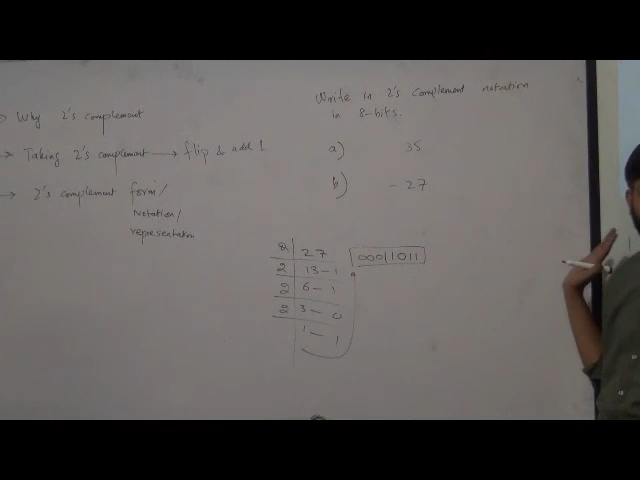 → Why 2's complement
→ Taking 2's complement → flip & add 1
→ 2's complement form/
notation/
representation
Write in 2's complement notation
in 8-bits.
a) 35
b) - 27
2 27
2 13 - 1
2 6 - 1
2 3 - 0
1 - 1
00011011